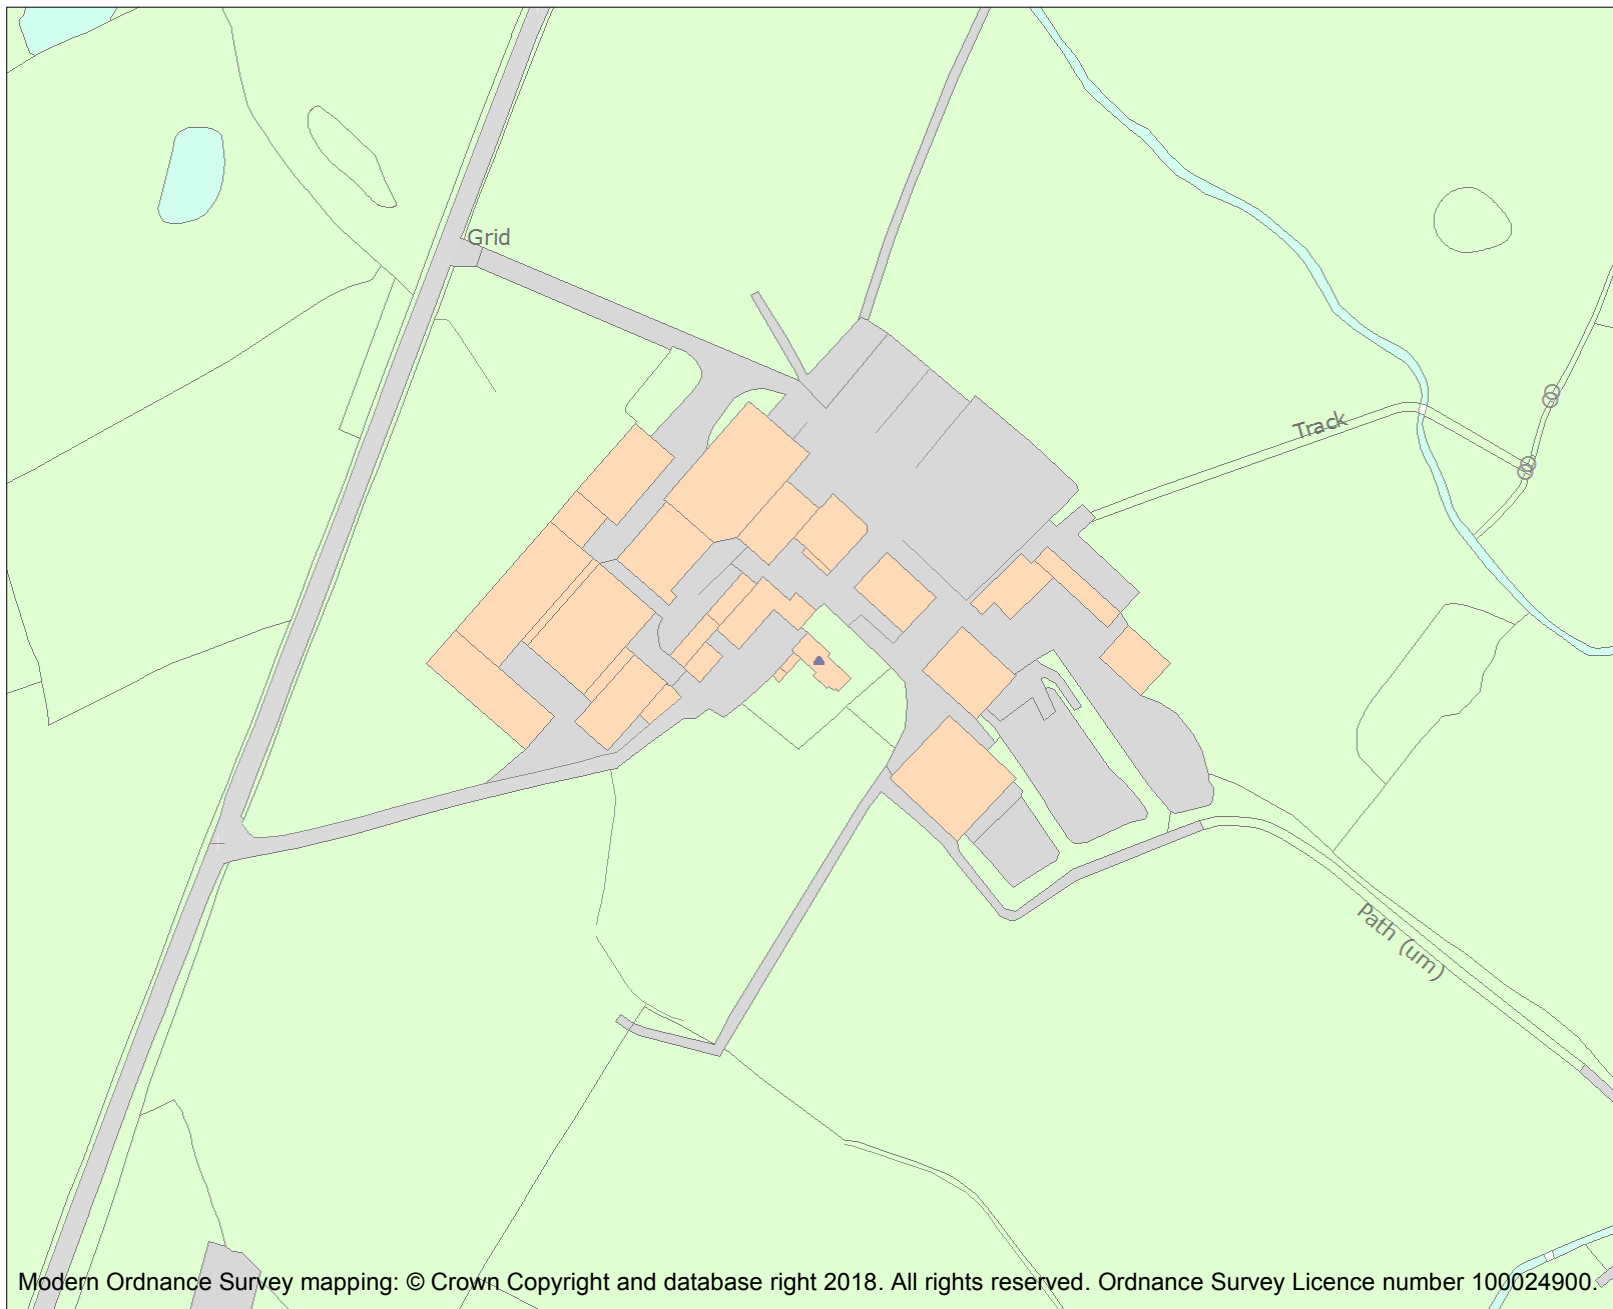 Grid
Track
Path (um)
Modern Ordnance Survey mapping: © Crown Copyright and database right 2018. All rights reserved. Ordnance Survey Licence number 100024900.